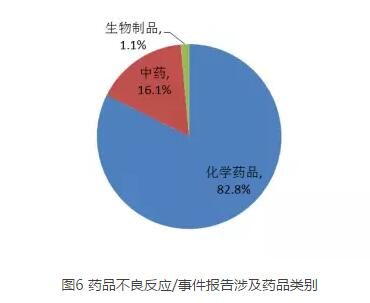 生物制品,
1.1%
中药,
16.1%
化学药品,
82.8%
图6 药品不良反应/事件报告涉及药品类别